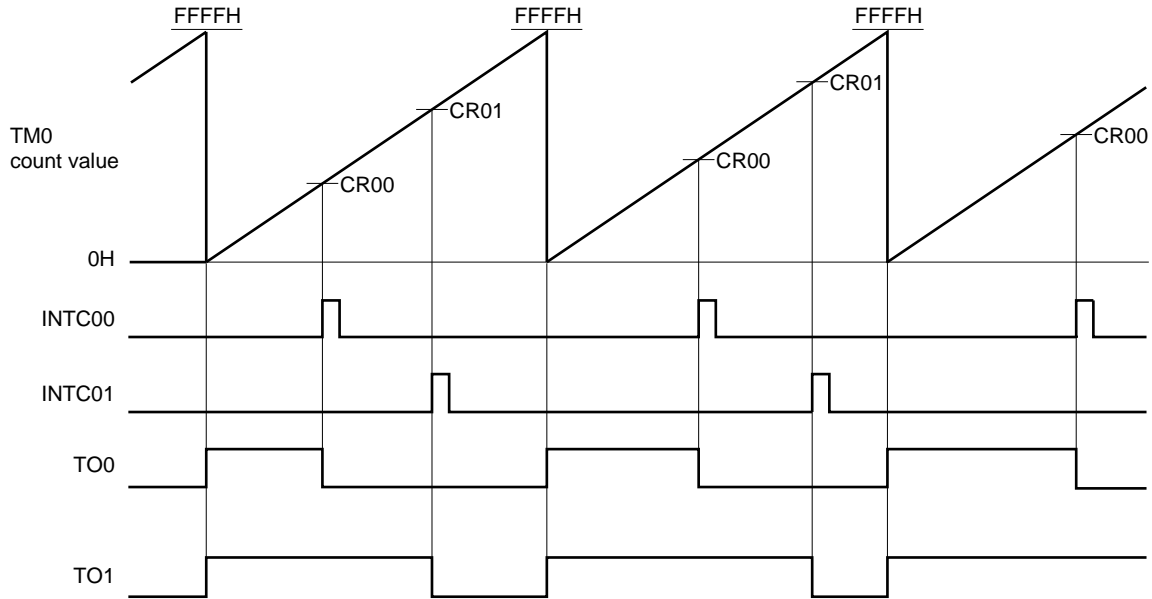 FFFFH
FFFFH
FFFFH
CR01
CR01
TM0
count value
CR00
CR00
CR00
0H
INTC00
INTC01
TO0
TO1